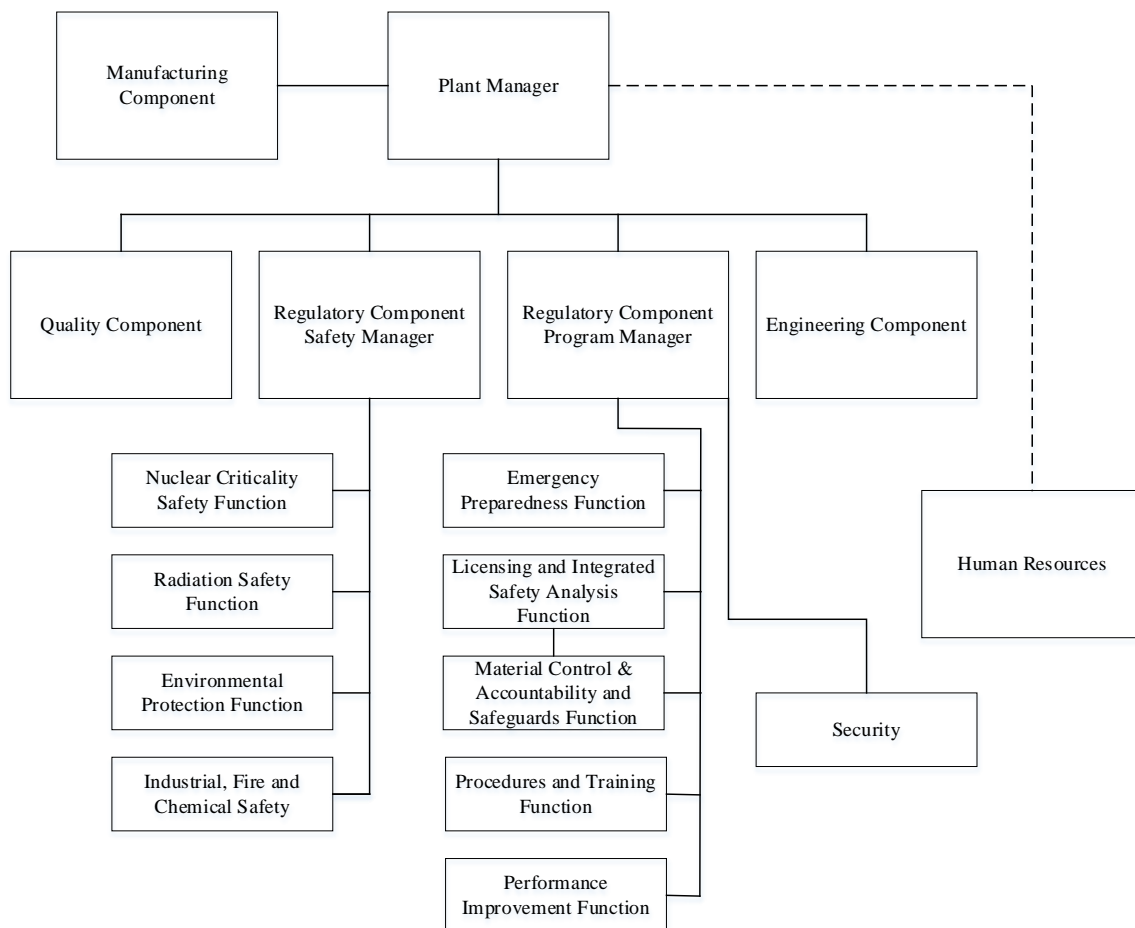 Manufacturing
Component
Plant Manager
Quality Component
Regulatory Component
Safety Manager
Regulatory Component
Program Manager
Engineering Component
Nuclear Criticality
Safety Function
Radiation Safety
Function
Environmental
Protection Function
Industrial, Fire and
Chemical Safety
Emergency
Preparedness Function
Licensing and Integrated
Safety Analysis
Function
Material Control &
Accountability and
Safeguards Function
Procedures and Training
Function
Performance
Improvement Function
Security
Human Resources